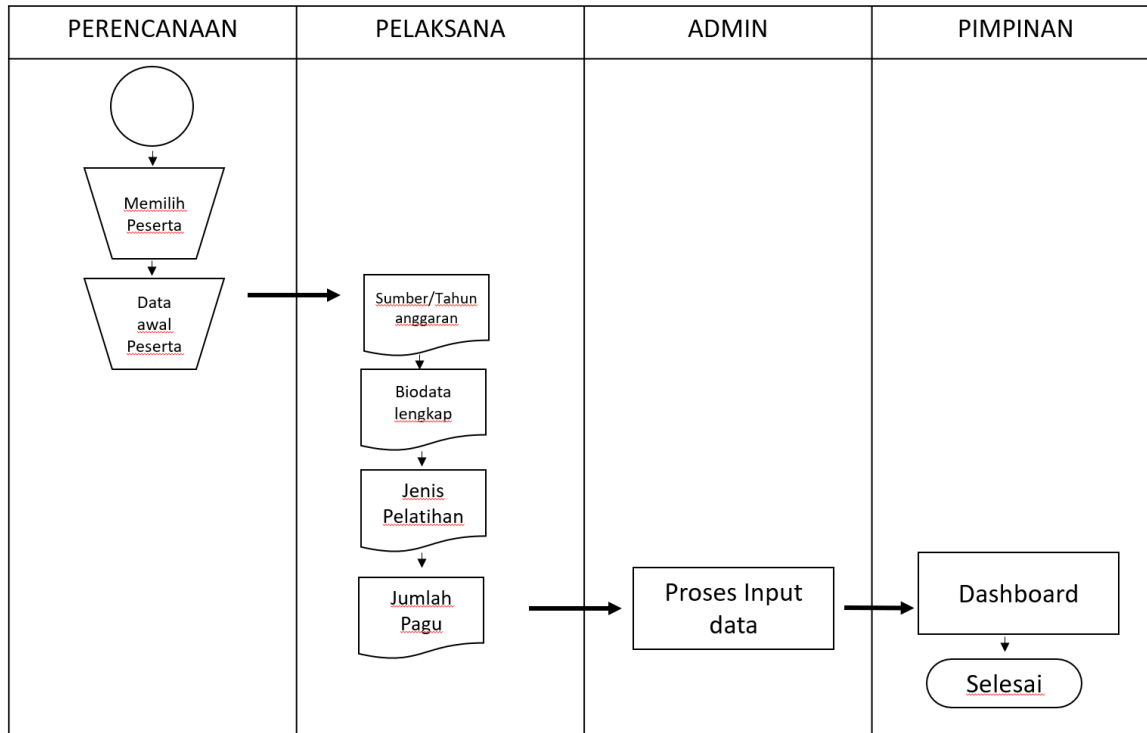 PERENCANAAN
PELAKSANA
ADMIN
PIMPINAN
Memilih
Peserta
Data
awal
Peserta
Sumber/Tahun
anggaran
Biodata
lengkap
Jenis
Pelatihan
Jumlah
Pagu
Proses Input
data
Dashboard
Selesai